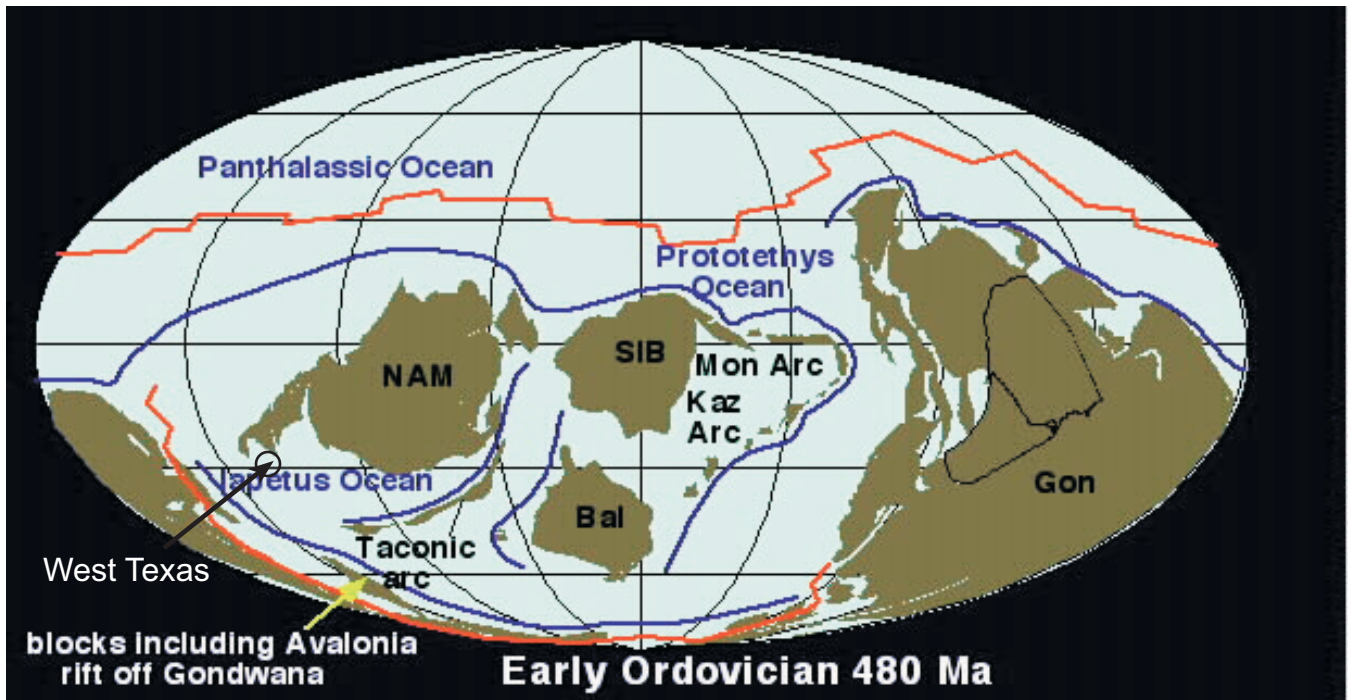 Panthalassic Ocean
Prototethys
Ocean
NAM
SIB
Mon Arc
Kaz
Arc
Iapetus Ocean
Gon
Bal
West Texas
Taconic
arc
blocks including Avalonia
rift off Gondwana
Early Ordovician 480 Ma